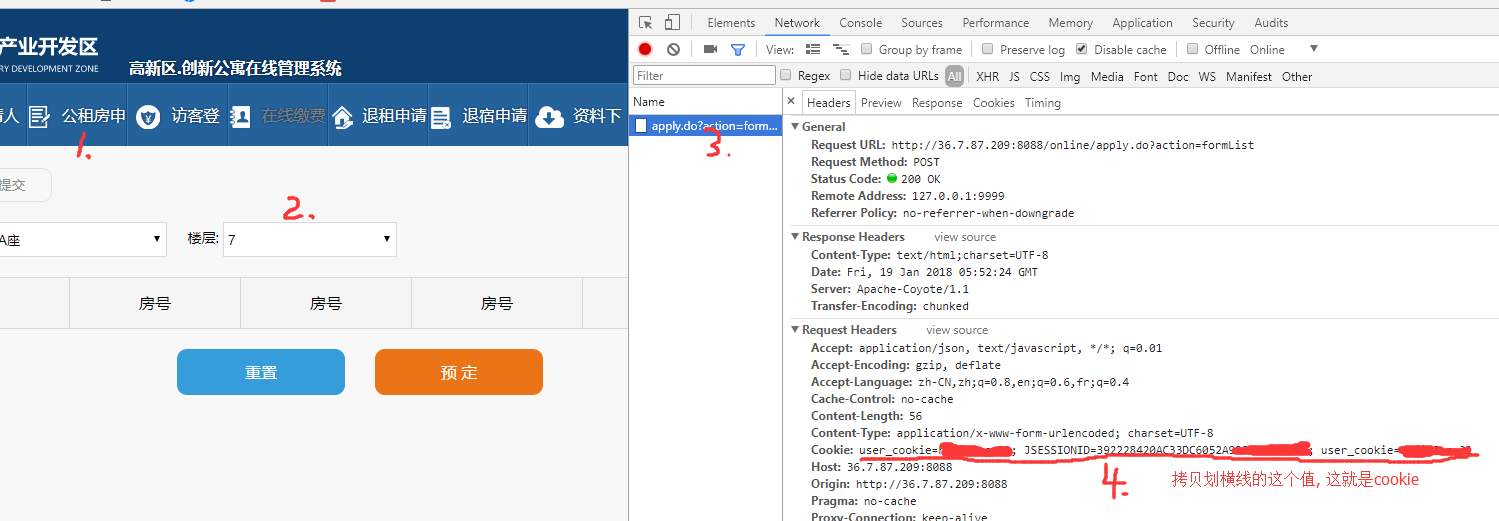 产业开发区
RY DEVELOPMENT ZONE
高新区.创新公寓在线管理系统
请人
公租房申
访客登
在线缴费
退租申请
退宿申请
资料下
1.
提交
2.
A座
楼层:
7
房号
房号
房号
重置
预 定
Elements
Network
Console
Sources
Performance
Memory
Application
Security
Audits
View:
Group by frame
Preserve log
Disable cache
Offline
Online
Filter
Regex
Hide data URLs
All
XHR
JS
CSS
Img
Media
Font
Doc
WS
Manifest
Other
Name
apply.do?action=form...
3.
Headers
Preview
Response
Cookies
Timing
General
Request URL: http://36.7.87.209:8088/online/apply.do?action=formList
Request Method: POST
Status Code: 200 OK
Remote Address: 127.0.0.1:9999
Referrer Policy: no-referrer-when-downgrade
Response Headers view source
Content-Type: text/html;charset=UTF-8
Date: Fri, 19 Jan 2018 05:52:24 GMT
Server: Apache-Coyote/1.1
Transfer-Encoding: chunked
Request Headers view source
Accept: application/json, text/javascript, */*; q=0.01
Accept-Encoding: gzip, deflate
Accept-Language: zh-CN,zh;q=0.8,en;q=0.6,fr;q=0.4
Cache-Control: no-cache
Content-Length: 56
Content-Type: application/x-www-form-urlencoded; charset=UTF-8
Cookie: user_cookie= ; JSESSIONID=392228420AC33DC6052A9 ; user_cookie=
Host: 36.7.87.209:8088
4.
拷贝划横线的这个值, 这就是cookie
Origin: http://36.7.87.209:8088
Pragma: no-cache
Proxy-Connection: keep-alive